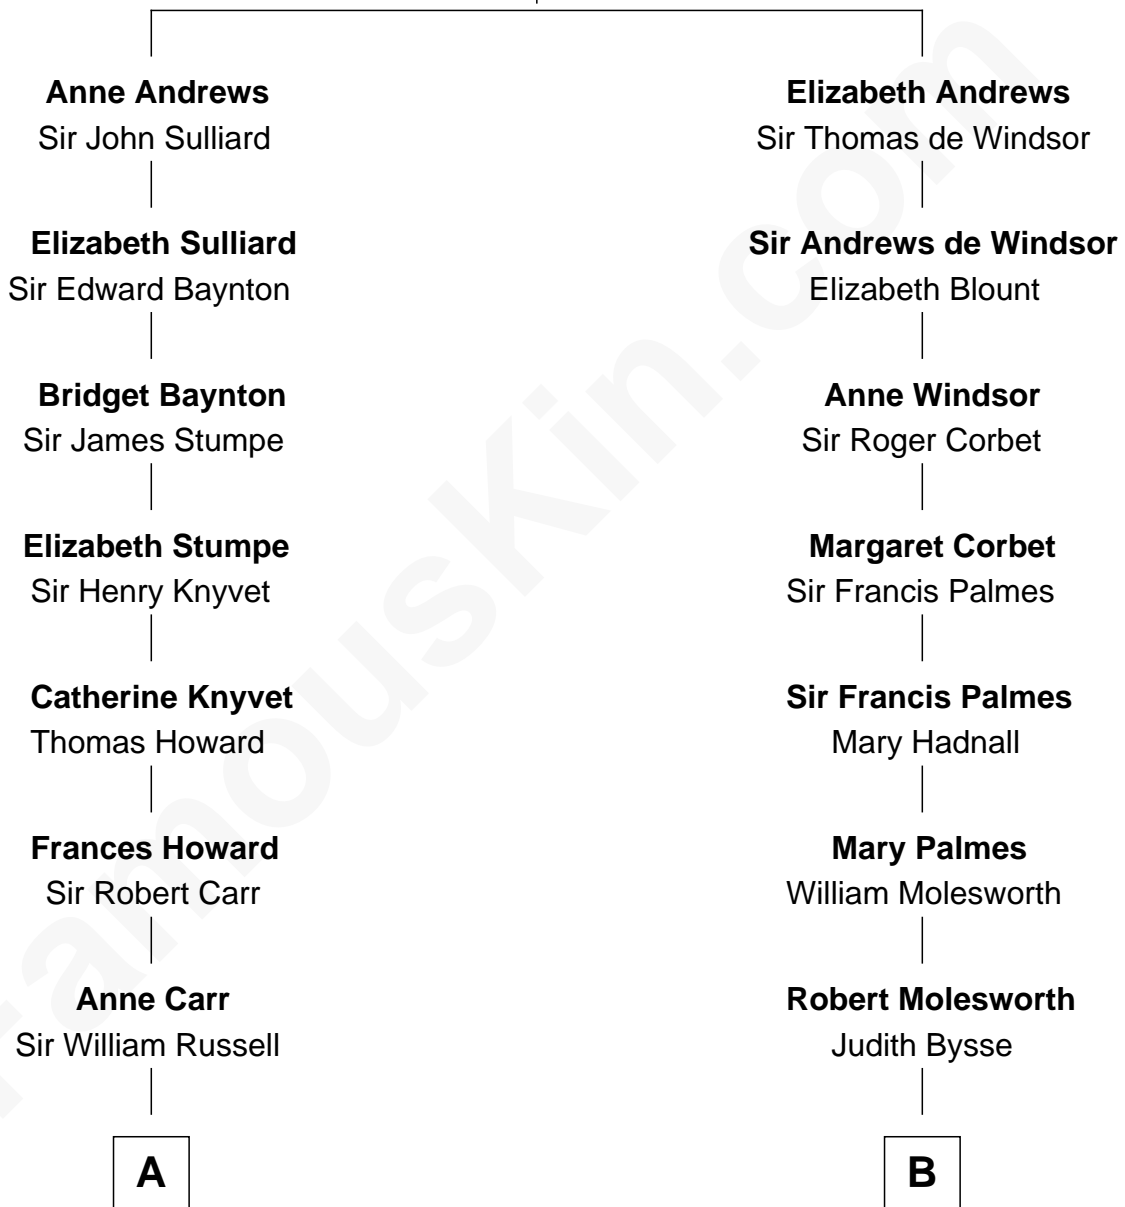 Anne Andrews
Sir John Sulliard
Elizabeth Sulliard
Sir Edward Baynton
Bridget Baynton
Sir James Stumpe
Elizabeth Stumpe
Sir Henry Knyvet
Catherine Knyvet
Thomas Howard
Frances Howard
Sir Robert Carr
Anne Carr
Sir William Russell
A
Elizabeth Andrews
Sir Thomas de Windsor
Sir Andrews de Windsor
Elizabeth Blount
Anne Windsor
Sir Roger Corbet
Margaret Corbet
Sir Francis Palmes
Sir Francis Palmes
Mary Hadnall
Mary Palmes
William Molesworth
Robert Molesworth
Judith Bysse
B
FamousKin.com